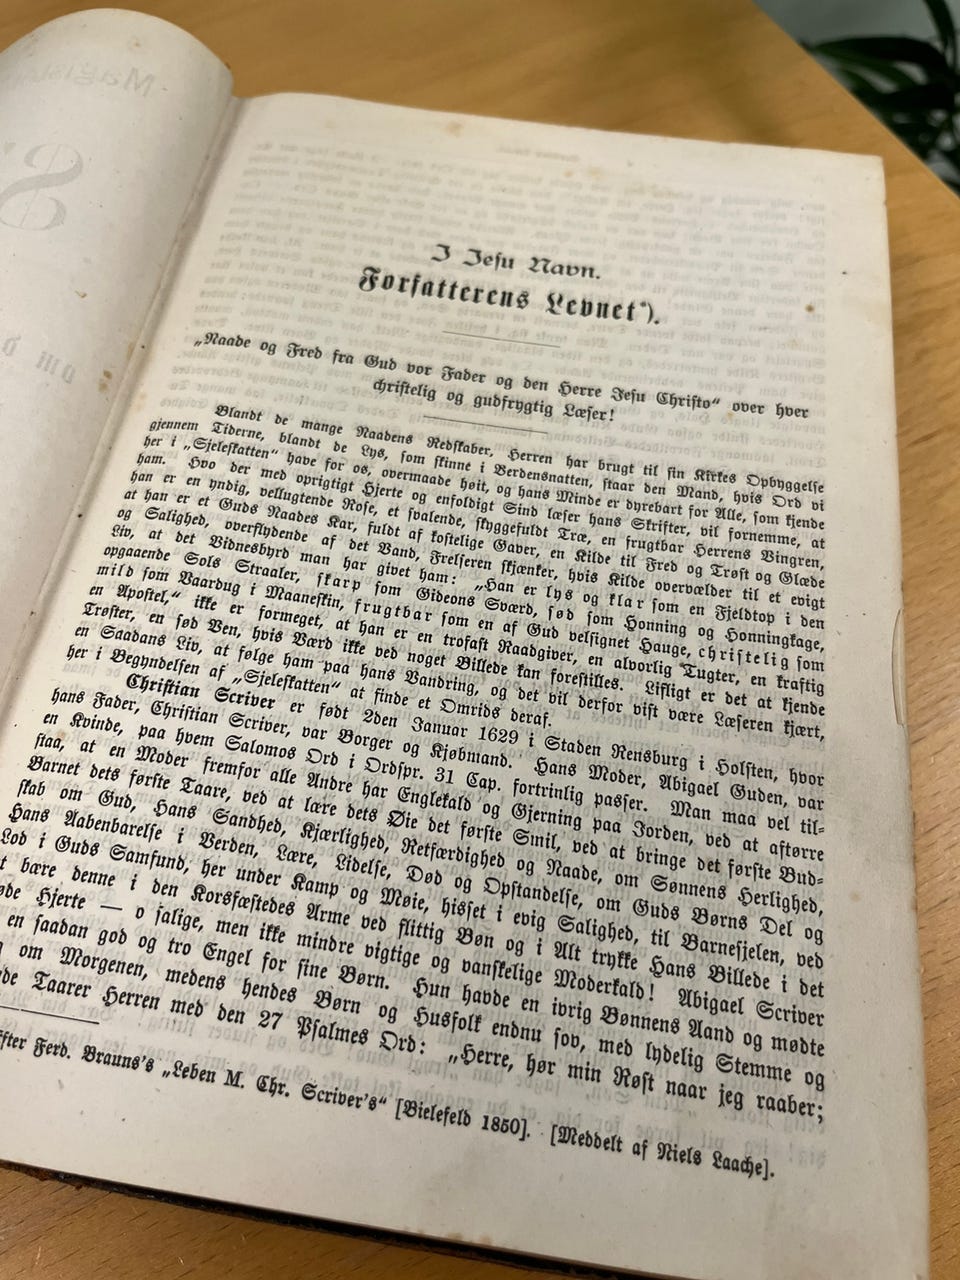 I Jesu Navn.
Forfatterens Levnet*).
„Naade og Fred fra Gud vor Fader og den Herre Jesu Christo“ over hver
christelig og gudfrygtig Læser!
Blandt de mange Naadens Redskaber, Herren har brugt til sin Kirkes Opbyggelse
gjennem Tiderne, blandt de Lys, som skinne i Verdensnatten, staar den Mand, hvis Ord vi
her i „Sjeleskatten“ have for os, overmaade høit, og hans Minde er dyrebart for Alle, som kjende
ham. Hvo der med oprigtigt Hjerte og enfoldigt Sind læser hans Skrifter, vil fornemme, at
han er en yndig, vellugtende Rose, et svalende, skyggefuldt Træ, en frugtbar Herrens Vingren,
at han er et Guds Naades Kar, fuldt af kostelige Gaver, en Kilde til Fred og Trøst og Glæde
og Salighed, overflydende af det Vand, Frelseren skjænker, hvis Kilde overvælder til et evigt
Liv, at det Vidnesbyrd man har givet ham: „Han er lys og klar som en Fjeldtop i den
opgaaende Sols Straaler, skarp som Gideons Sværd, sød som Honning og Honningkage,
mild som Vaardug i Maaneskin, frugtbar som en af Gud velsignet Hauge, christelig som
en Apostel,“ ikke er formeget, at han er en trofast Raadgiver, en alvorlig Tugter, en kraftig
Trøster, en sød Ven, hvis Værd ikke ved noget Billede kan forestilles. Lifligt er det at kjende
en Saadans Liv, at følge ham paa hans Vandring, og det vil derfor vist være Læseren kjært,
her i Begyndelsen af „Sjeleskatten“ at finde et Omrids deraf.
Christian Scriver er født 2den Januar 1629 i Staden Rensburg i Holsten, hvor
hans Fader, Christian Scriver, var Borger og Kjøbmand. Hans Moder, Abigael Guden, var
en Kvinde, paa hvem Salomos Ord i Ordspr. 31 Cap. fortrinlig passer. Man maa vel til-
staa, at en Moder fremfor alle Andre har Englekald og Gjerning paa Jorden, ved at aftørre
Barnet dets første Taare, ved at lære dets Øie det første Smil, ved at bringe det første Bud-
skab om Gud, Hans Sandhed, Kjærlighed, Retfærdighed og Naade, om Sønnens Herlighed,
Hans Aabenbarelse i Verden, Lære, Lidelse, Død og Opstandelse, om Guds Børns Del og
Lod i Guds Samfund, her under Kamp og Møie, hisset i evig Salighed, til Barnesjelen, ved
bære denne i den Korsfæstedes Arme ved flittig Bøn og i Alt trykke Hans Billede i det
Hjerte — o salige, men ikke mindre vigtige og vanskelige Moderkald! Abigael Scriver
en saadan god og tro Engel for sine Børn. Hun havde en ivrig Bønnens Aand og mødte
om Morgenen, medens hendes Børn og Husfolk endnu sov, med lydelig Stemme og
Taarer Herren med den 27 Psalmes Ord: „Herre, hør min Røst naar jeg raaber;
Efter Ferd. Brauns's „Leben M. Chr. Scriver's“ [Bielefeld 1850]. [Meddelt af Niels Laache].